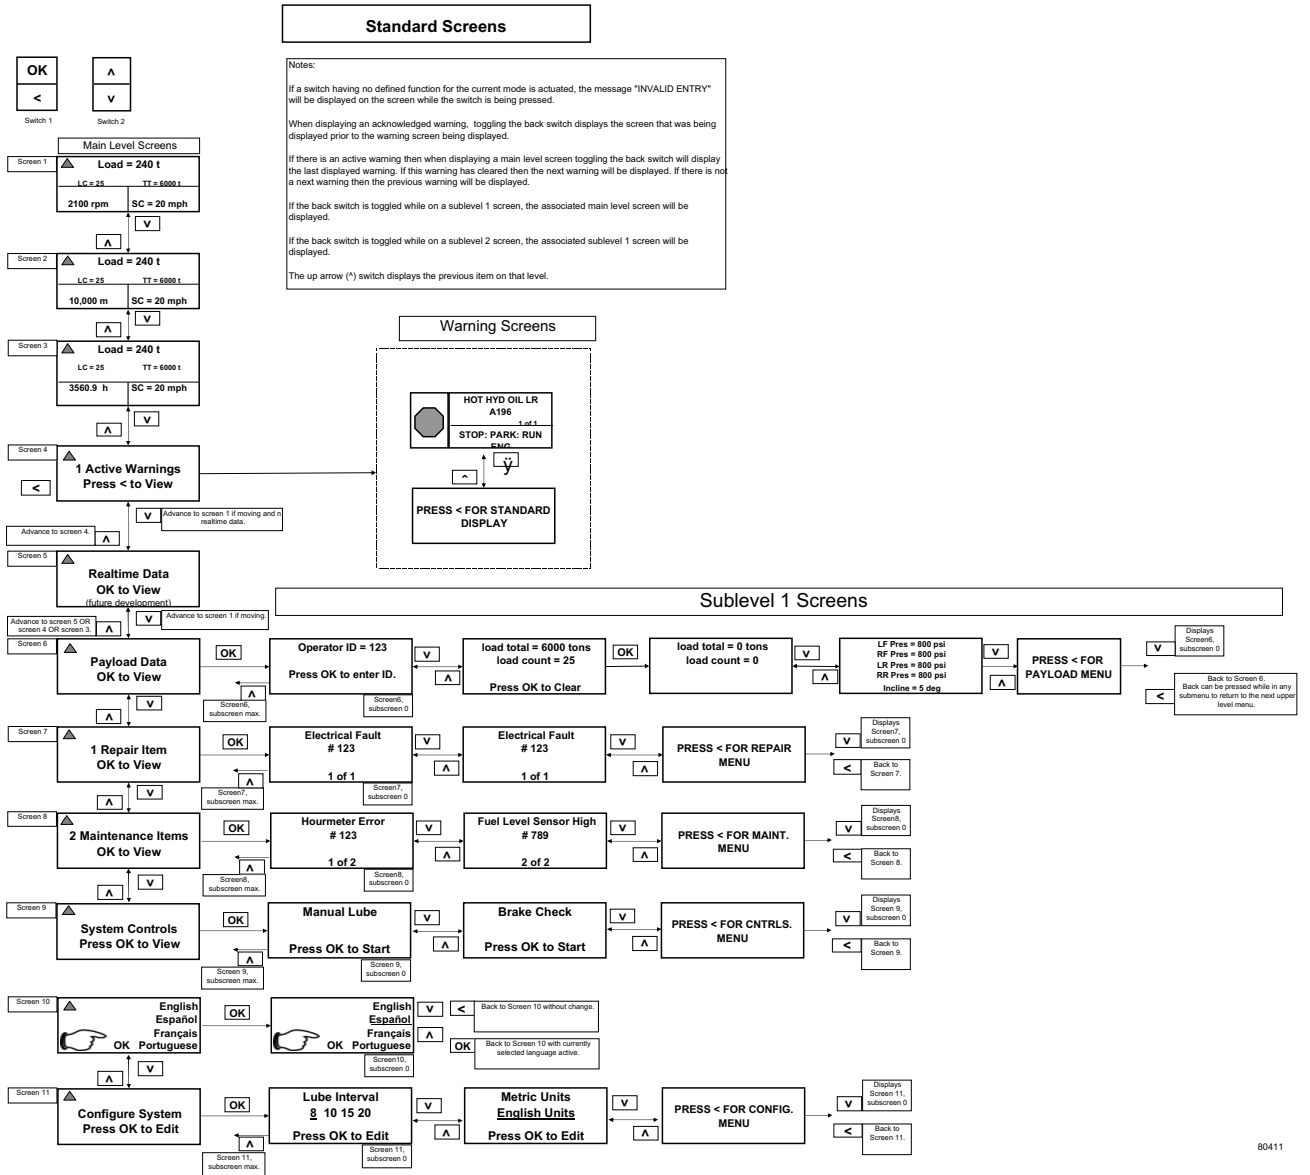 Standard Screens
OK
<
Switch 1
^
v
Switch 2
Notes:
If a switch having no defined function for the current mode is actuated, the message "INVALID ENTRY"
will be displayed on the screen while the switch is being pressed.
When displaying an acknowledged warning, toggling the back switch displays the screen that was being
displayed prior to the warning screen being displayed.
If there is an active warning then when displaying a main level screen toggling the back switch will display
the last displayed warning. If this warning has cleared then the next warning will be displayed. If there is not
a next warning then the previous warning will be displayed.
If the back switch is toggled while on a sublevel 1 screen, the associated main level screen will be
displayed.
If the back switch is toggled while on a sublevel 2 screen, the associated sublevel 1 screen will be
displayed.
The up arrow (^) switch displays the previous item on that level.
Main Level Screens
Screen 1
Load = 240 t
LC = 25 TT = 6000 t
2100 rpm SC = 20 mph
v
^
Screen 2
Load = 240 t
LC = 25 TT = 6000 t
10,000 m SC = 20 mph
v
^
Screen 3
Load = 240 t
LC = 25 TT = 6000 t
3560.9 h SC = 20 mph
v
^
Warning Screens
HOT HYD OIL LR
A196
1 of 1
STOP: PARK: RUN
ENG
ÿ
^
PRESS < FOR STANDARD
DISPLAY
Screen 4
1 Active Warnings
Press < to View
<
v
Advance to screen 1 if moving and n
realtime data.
Advance to screen 4.
^
Screen 5
Realtime Data
OK to View
(future development)
v
Advance to screen 1 if moving.
Advance to screen 5 OR
screen 4 OR screen 3.
^
Sublevel 1 Screens
Screen 6
Payload Data
OK to View
OK
^
Screen6,
subscreen max.
Operator ID = 123
Press OK to enter ID.
Screen6,
subscreen 0
v
^
load total = 6000 tons
load count = 25
Press OK to Clear
OK
load total = 0 tons
load count = 0
v
^
LF Pres = 800 psi
RF Pres = 800 psi
LR Pres = 800 psi
RR Pres = 800 psi
Incline = 5 deg
v
^
PRESS < FOR
PAYLOAD MENU
v
Displays
Screen6,
subscreen 0
<
Back to Screen 6.
Back can be pressed while in any
submenu to return to the next upper
level menu.
v
^
Screen 7
1 Repair Item
OK to View
OK
^
Screen7,
subscreen max.
Electrical Fault
# 123
1 of 1
Screen7,
subscreen 0
v
^
Electrical Fault
# 123
1 of 1
v
^
PRESS < FOR REPAIR
MENU
v
Displays
Screen7,
subscreen 0
<
Back to
Screen 7.
v
^
Screen 8
2 Maintenance Items
OK to View
OK
^
Screen8,
subscreen max.
Hourmeter Error
# 123
1 of 2
Screen8,
subscreen 0
v
^
Fuel Level Sensor High
# 789
2 of 2
v
^
PRESS < FOR MAINT.
MENU
v
Displays
Screen8,
subscreen 0
<
Back to
Screen 8.
v
^
Screen 9
System Controls
Press OK to View
OK
^
Screen 9,
subscreen max.
Manual Lube
Press OK to Start
Screen 9,
subscreen 0
v
^
Brake Check
Press OK to Start
v
^
PRESS < FOR CNTRLS.
MENU
v
Displays
Screen 9,
subscreen 0
<
Back to
Screen 9.
Screen 10
English
Español
Français
OK Portuguese
OK
English
Español
Français
OK Portuguese
Screen10,
subscreen 0
v
^
<
Back to Screen 10 without change.
OK
Back to Screen 10 with currently
selected language active.
v
^
Screen 11
Configure System
Press OK to Edit
OK
^
Screen 11,
subscreen max.
Lube Interval
8 10 15 20
Press OK to Edit
Screen 11,
subscreen 0
v
^
Metric Units
English Units
Press OK to Edit
v
^
PRESS < FOR CONFIG.
MENU
v
Displays
Screen 11,
subscreen 0
<
Back to
Screen 11.
80411